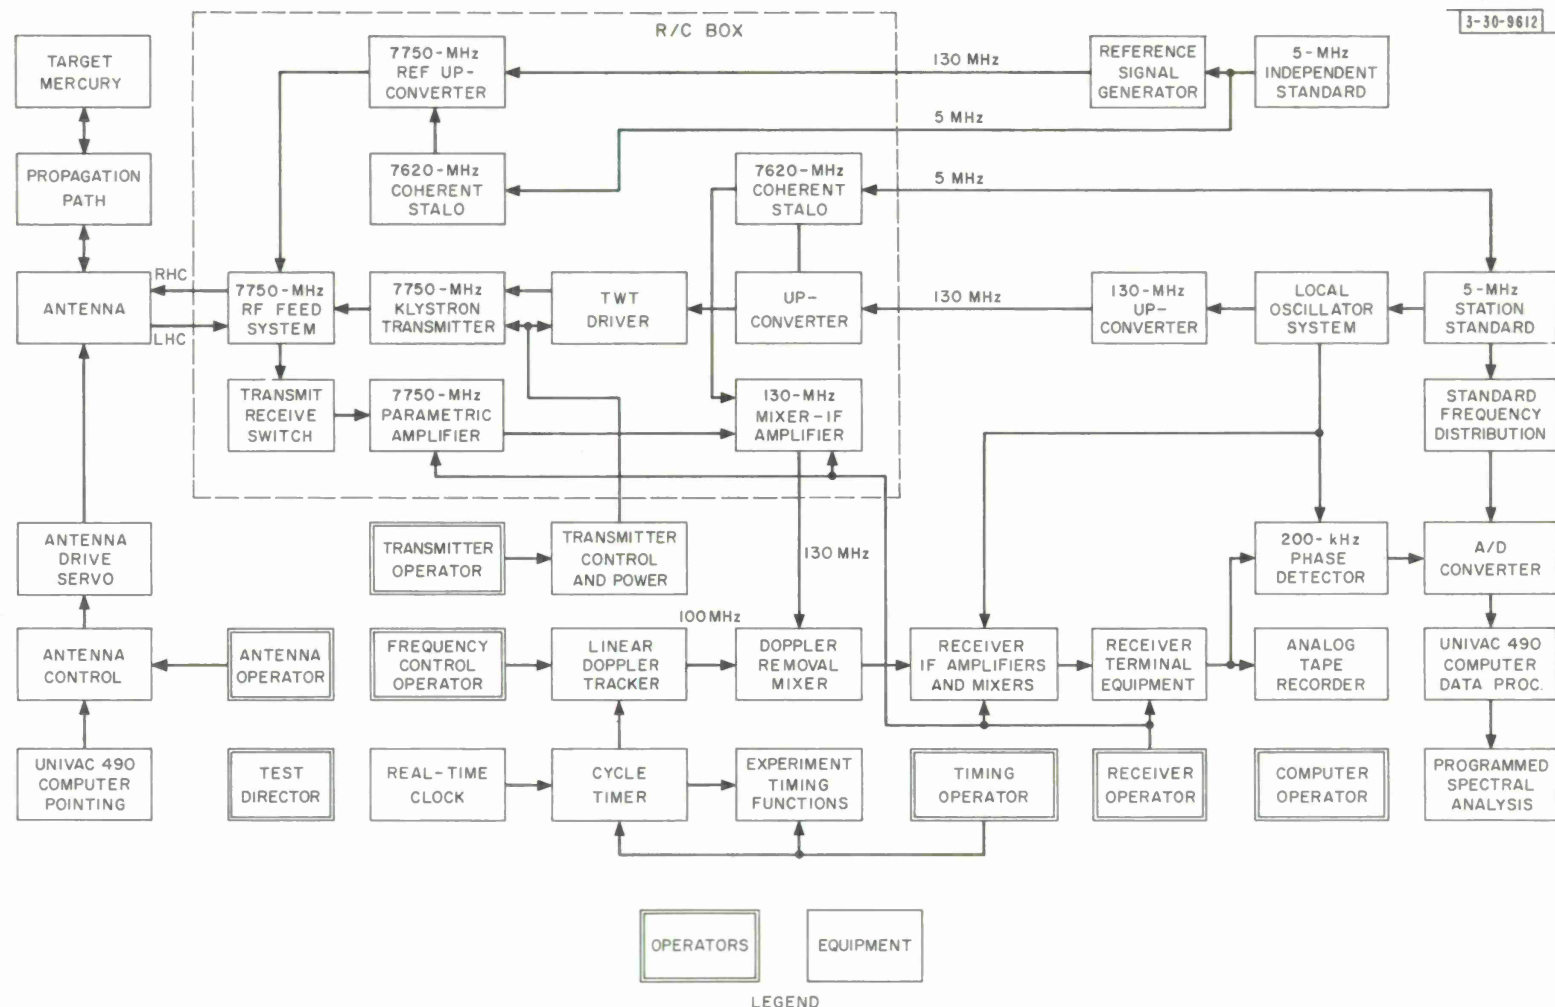 3-30-9612
R/C BOX
TARGET
MERCURY
7750-MHz
REF UP-
CONVERTER
130 MHz
REFERENCE
SIGNAL
GENERATOR
5-MHz
INDEPENDENT
STANDARD
5 MHz
PROPAGATION
PATH
7620-MHz
COHERENT
STALO
7620-MHz
COHERENT
STALO
5 MHz
RHC
ANTENNA
LHC
7750-MHz
RF FEED
SYSTEM
7750-MHz
KLYSTRON
TRANSMITTER
TWT
DRIVER
UP-
CONVERTER
130 MHz
130-MHz
UP-
CONVERTER
LOCAL
OSCILLATOR
SYSTEM
5-MHz
STATION
STANDARD
TRANSMIT
RECEIVE
SWITCH
7750-MHz
PARAMETRIC
AMPLIFIER
130-MHz
MIXER-IF
AMPLIFIER
STANDARD
FREQUENCY
DISTRIBUTION
ANTENNA
DRIVE
SERVO
TRANSMITTER
OPERATOR
TRANSMITTER
CONTROL
AND POWER
130 MHz
200-kHz
PHASE
DETECTOR
A/D
CONVERTER
100MHz
ANTENNA
CONTROL
ANTENNA
OPERATOR
FREQUENCY
CONTROL
OPERATOR
LINEAR
DOPPLER
TRACKER
DOPPLER
REMOVAL
MIXER
RECEIVER
IF AMPLIFIERS
AND MIXERS
RECEIVER
TERMINAL
EQUIPMENT
ANALOG
TAPE
RECORDER
UNIVAC 490
COMPUTER
DATA PROC.
UNIVAC 490
COMPUTER
POINTING
TEST
DIRECTOR
REAL-TIME
CLOCK
CYCLE
TIMER
EXPERIMENT
TIMING
FUNCTIONS
TIMING
OPERATOR
RECEIVER
OPERATOR
COMPUTER
OPERATOR
PROGRAMMED
SPECTRAL
ANALYSIS
OPERATORS
EQUIPMENT
LEGEND